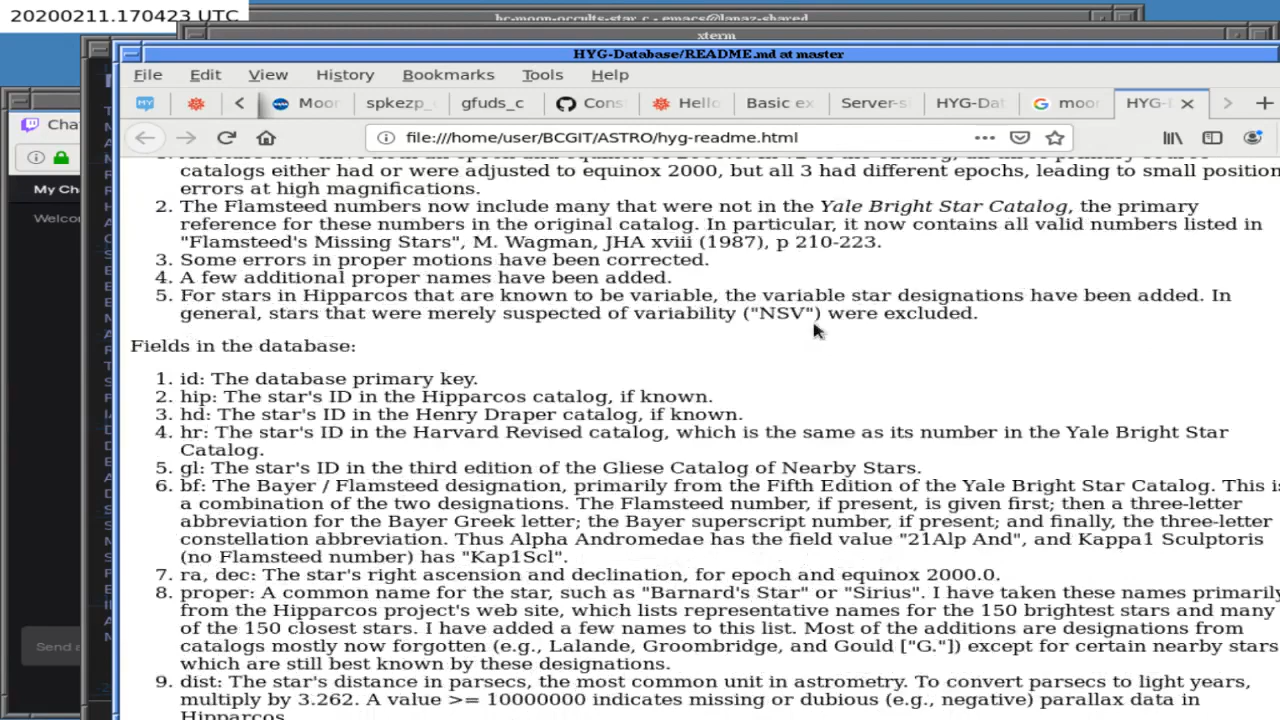 20200211.170423 UTC
bc-moon-occults-star.c - emacs@lanaz-shared
xterm
HYG-Database/README.md at master
File Edit View History Bookmarks Tools Help
Moor spkezp_ gfuds_c Cons Hello Basic ex Server-s HYG-Dat moor HYG-
Cha
file:///home/user/BCGIT/ASTRO/hyg-readme.html
My Ch
Welcon
Send a
catalogs either had or were adjusted to equinox 2000, but all 3 had different epochs, leading to small position
errors at high magnifications.
2. The Flamsteed numbers now include many that were not in the Yale Bright Star Catalog, the primary
reference for these numbers in the original catalog. In particular, it now contains all valid numbers listed in
"Flamsteed's Missing Stars", M. Wagman, JHA xviii (1987), p 210-223.
3. Some errors in proper motions have been corrected.
4. A few additional proper names have been added.
5. For stars in Hipparcos that are known to be variable, the variable star designations have been added. In
general, stars that were merely suspected of variability ("NSV") were excluded.
Fields in the database:
1. id: The database primary key.
2. hip: The star's ID in the Hipparcos catalog, if known.
3. hd: The star's ID in the Henry Draper catalog, if known.
4. hr: The star's ID in the Harvard Revised catalog, which is the same as its number in the Yale Bright Star
Catalog.
5. gl: The star's ID in the third edition of the Gliese Catalog of Nearby Stars.
6. bf: The Bayer / Flamsteed designation, primarily from the Fifth Edition of the Yale Bright Star Catalog. This is
a combination of the two designations. The Flamsteed number, if present, is given first; then a three-letter
abbreviation for the Bayer Greek letter; the Bayer superscript number, if present; and finally, the three-letter
constellation abbreviation. Thus Alpha Andromedae has the field value "21Alp And", and Kappa1 Sculptoris
(no Flamsteed number) has "Kap1Scl".
7. ra, dec: The star's right ascension and declination, for epoch and equinox 2000.0.
8. proper: A common name for the star, such as "Barnard's Star" or "Sirius". I have taken these names primarily
from the Hipparcos project's web site, which lists representative names for the 150 brightest stars and many
of the 150 closest stars. I have added a few names to this list. Most of the additions are designations from
catalogs mostly now forgotten (e.g., Lalande, Groombridge, and Gould ["G."]) except for certain nearby stars
which are still best known by these designations.
9. dist: The star's distance in parsecs, the most common unit in astrometry. To convert parsecs to light years,
multiply by 3.262. A value >= 10000000 indicates missing or dubious (e.g., negative) parallax data in
Hipparcos.